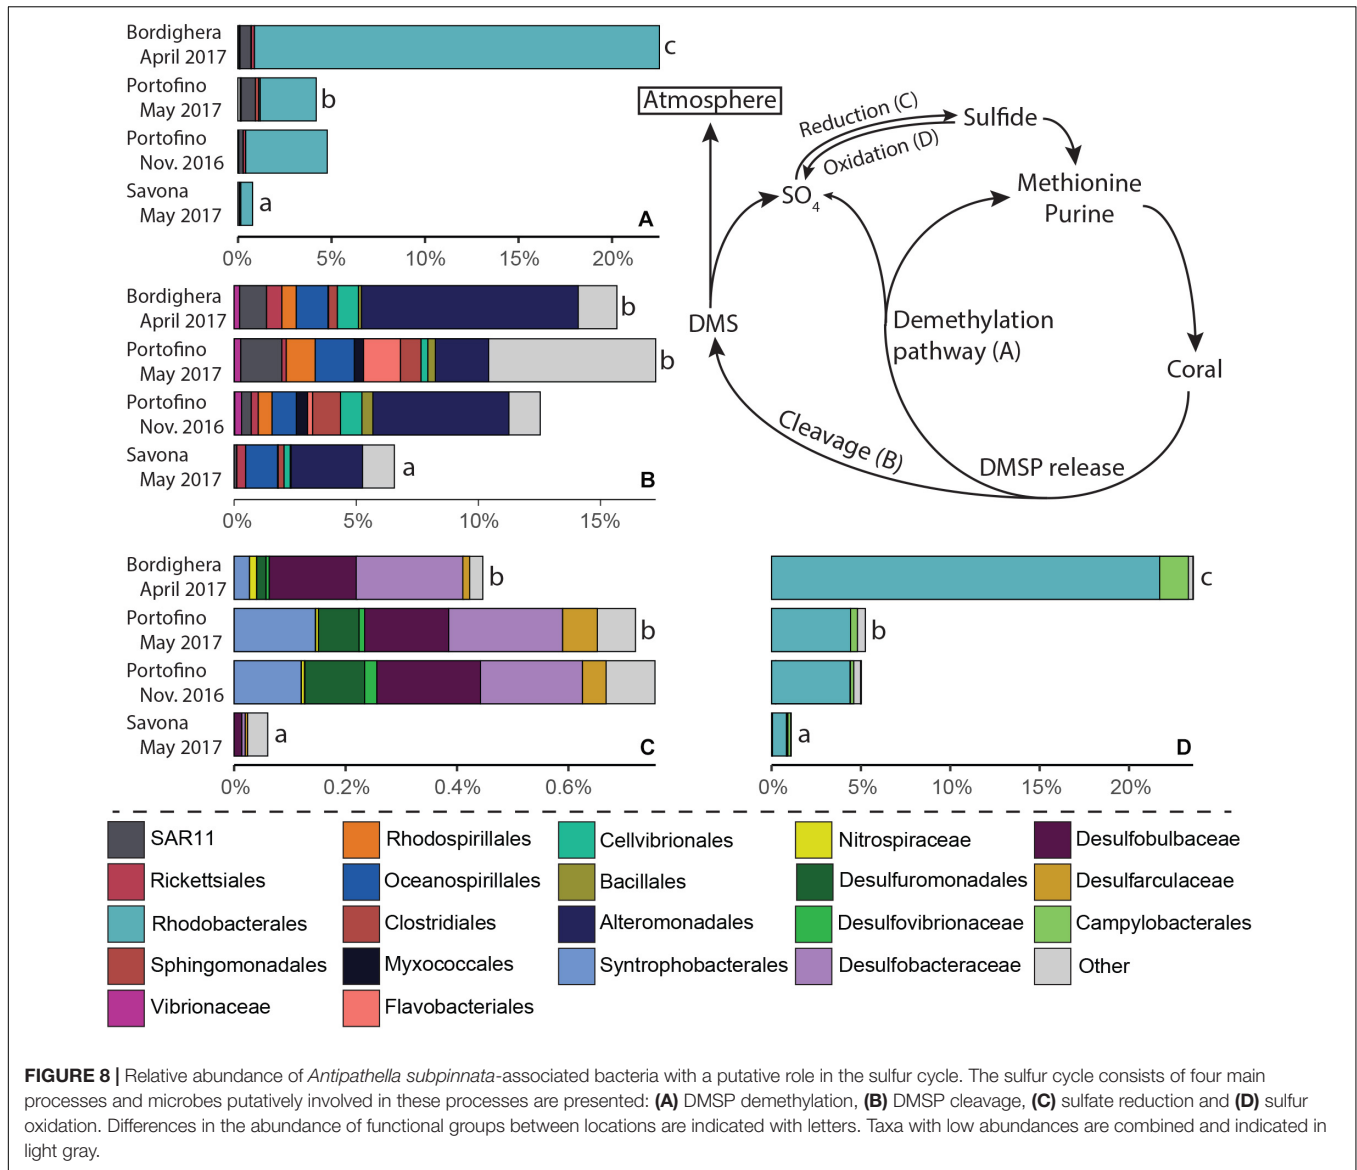 Bordighera
April 2017
c
Portofino
May 2017
b
Portofino
Nov. 2016
Savona
May 2017
a
A
0% 5% 10% 15% 20%
Atmosphere
Reduction (C)
Oxidation (D)
Sulfide
SO4
Methionine
Purine
DMS
Demethylation
pathway (A)
Coral
Cleavage (B)
DMSP release
Bordighera
April 2017
b
Portofino
May 2017
b
Portofino
Nov. 2016
Savona
May 2017
a
B
0% 5% 10% 15%
Bordighera
April 2017
b
Portofino
May 2017
b
Portofino
Nov. 2016
Savona
May 2017
a
C
0% 0.2% 0.4% 0.6%
c
b
a
D
0% 5% 10% 15% 20%
SAR11
Rickettsiales
Rhodobacterales
Sphingomonadales
Vibrionaceae
Rhodospirillales
Oceanospirillales
Clostridiales
Myxococcales
Flavobacteriales
Cellvibrionales
Bacillales
Alteromonadales
Syntrophobacterales
Nitrospiraceae
Desulfuromonadales
Desulfovibrionaceae
Desulfobacteraceae
Desulfobulbaceae
Desulfarculaceae
Campylobacterales
Other
FIGURE 8 | Relative abundance of Antipathella subpinnata-associated bacteria with a putative role in the sulfur cycle. The sulfur cycle consists of four main
processes and microbes putatively involved in these processes are presented: (A) DMSP demethylation, (B) DMSP cleavage, (C) sulfate reduction and (D) sulfur
oxidation. Differences in the abundance of functional groups between locations are indicated with letters. Taxa with low abundances are combined and indicated in
light gray.